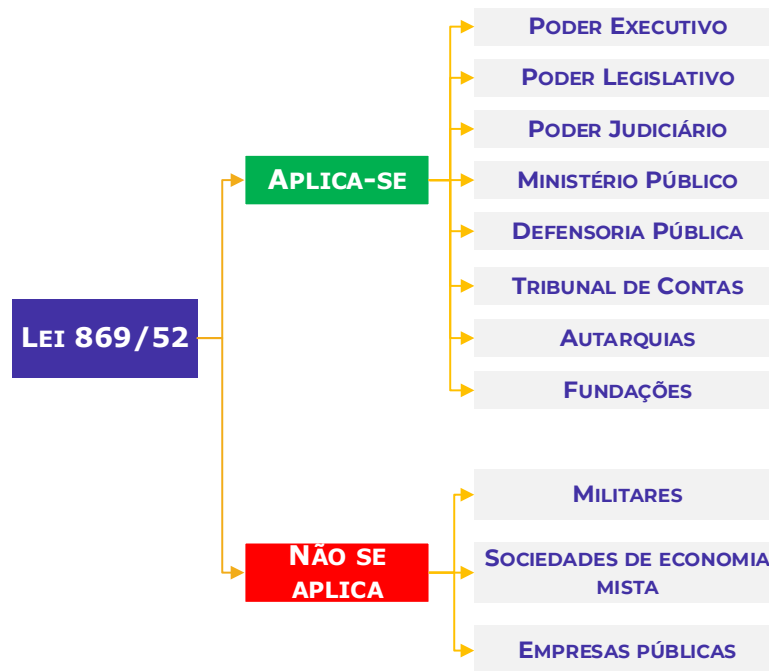 PODER EXECUTIVO
PODER LEGISLATIVO
PODER JUDICIÁRIO
APLICA-SE
MINISTÉRIO PÚBLICO
DEFENSORIA PÚBLICA
TRIBUNAL DE CONTAS
LEI 869/52
AUTARQUIAS
FUNDAÇÕES
MILITARES
NÃO SE
APLICA
SOCIEDADES DE ECONOMIA
MISTA
EMPRESAS PÚBLICAS